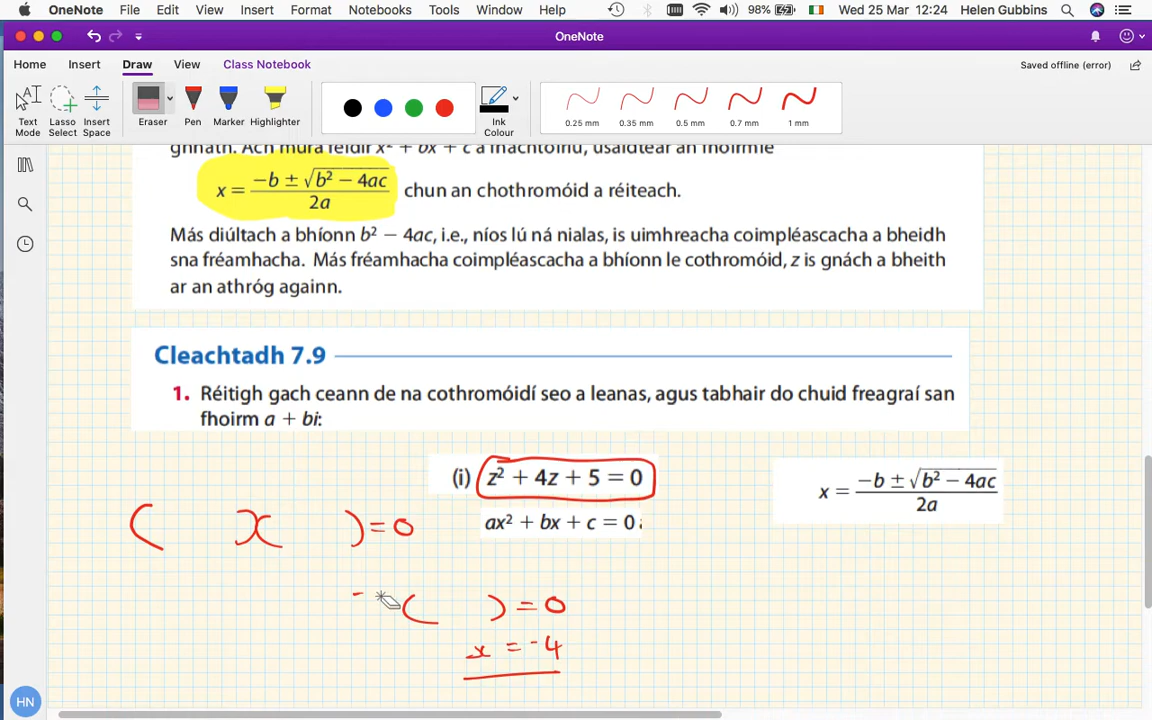 OneNote File Edit View Insert Format Notebooks Tools Window Help 98% Wed 25 Mar 12:24 Helen Gubbins
OneNote
Home Insert Draw View Class Notebook Saved offline (error)
Text Mode Lasso Select Insert Space Eraser Pen Marker Highlighter Ink Colour 0.25 mm 0.35 mm 0.5 mm 0.7 mm 1 mm
x = (-b ± √(b² − 4ac)) / 2a chun an chothromóid a réiteach.
Más diúltach a bhíonn b² − 4ac, i.e., níos lú ná nialas, is uimhreacha coimpléascacha a bheidh
sna fréamhacha. Más fréamhacha coimpléascacha a bhíonn le cothromóid, z is gnách a bheith
ar an athróg againn.
Cleachtadh 7.9
1. Réitigh gach ceann de na cothromóidí seo a leanas, agus tabhair do chuid freagraí san
fhoirm a + bi:
(i) z² + 4z + 5 = 0
x = (-b ± √(b² − 4ac)) / 2a
ax² + bx + c = 0
( )( ) = 0
( ) = 0
x = -4
HN